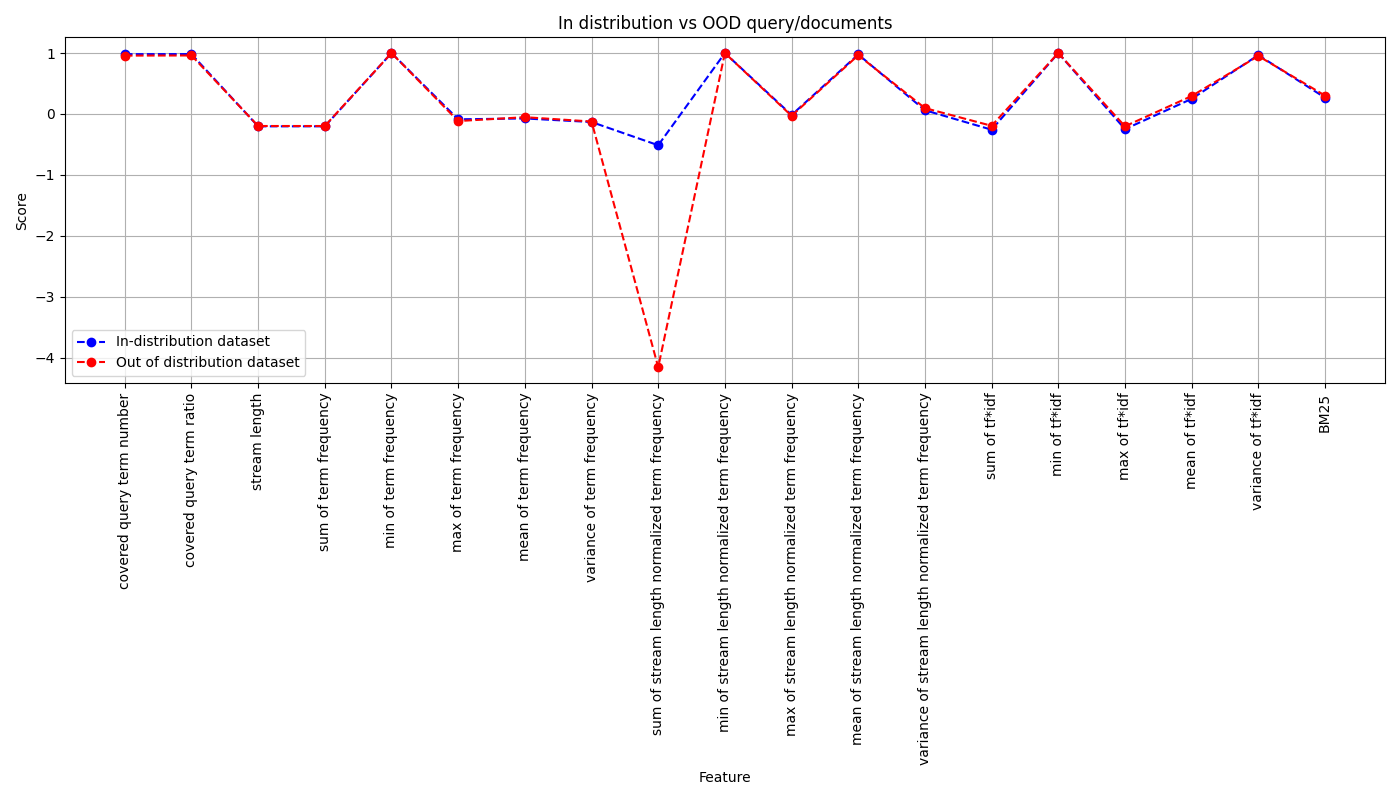 In distribution vs OOD query/documents
Score
1
0
−1
−2
−3
−4
In-distribution dataset
Out of distribution dataset
covered query term number
covered query term ratio
stream length
sum of term frequency
min of term frequency
max of term frequency
mean of term frequency
variance of term frequency
sum of stream length normalized term frequency
min of stream length normalized term frequency
max of stream length normalized term frequency
mean of stream length normalized term frequency
variance of stream length normalized term frequency
sum of tf*idf
min of tf*idf
max of tf*idf
mean of tf*idf
variance of tf*idf
BM25
Feature